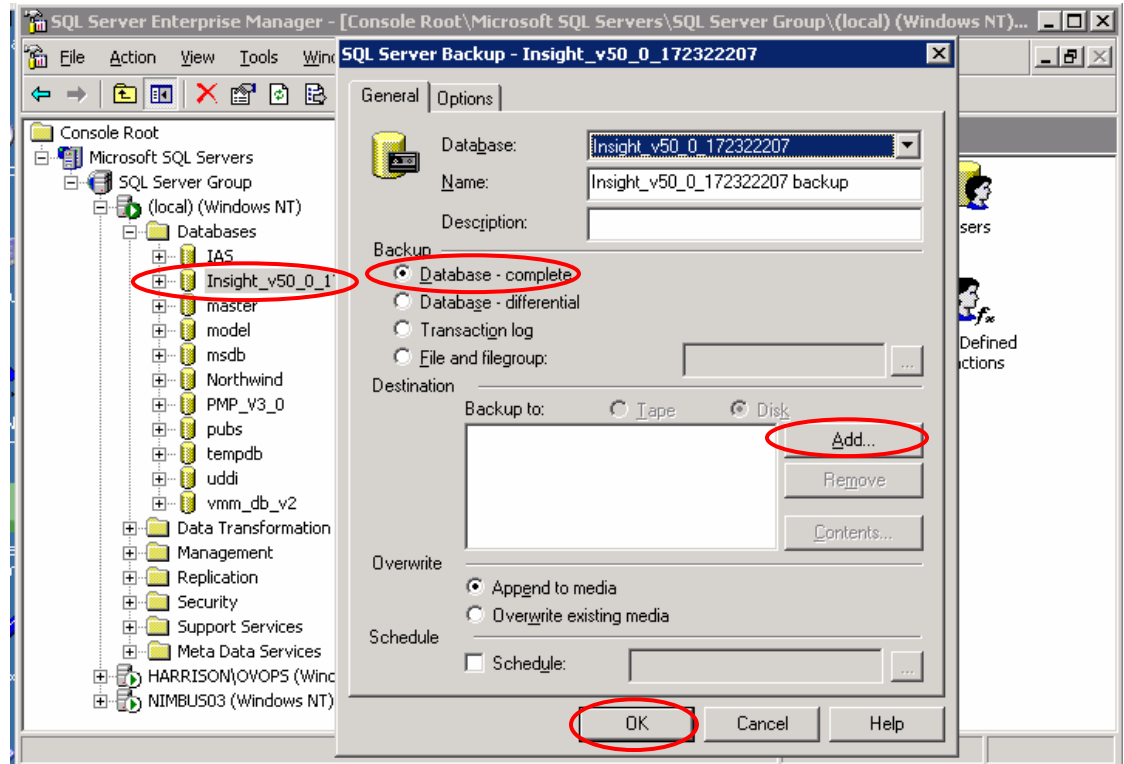 SQL Server Enterprise Manager - [Console Root\Microsoft SQL Servers\SQL Server Group\(local) (Windows NT)...
File Action View Tools
SQL Server Backup - Insight_v50_0_172322207
General Options
Console Root
Microsoft SQL Servers
SQL Server Group
(local) (Windows NT)
Databases
IAS
Insight_v50_0_17
master
model
msdb
Northwind
PMP_V3_0
pubs
tempdb
uddi
vmm_db_v2
Data Transformation
Management
Replication
Security
Support Services
Meta Data Services
HARRISON\OVOPS (Wind
NIMBUS03 (Windows NT)
Database: Insight_v50_0_172322207
Name: Insight_v50_0_172322207 backup
Description:
Backup
Database - complete
Database - differential
Transaction log
File and filegroup: ...
Destination
Backup to: Tape Disk
Add...
Remove
Contents...
Overwrite
Append to media
Overwrite existing media
Schedule
Schedule: ...
OK Cancel Help
sers
Defined
ctions